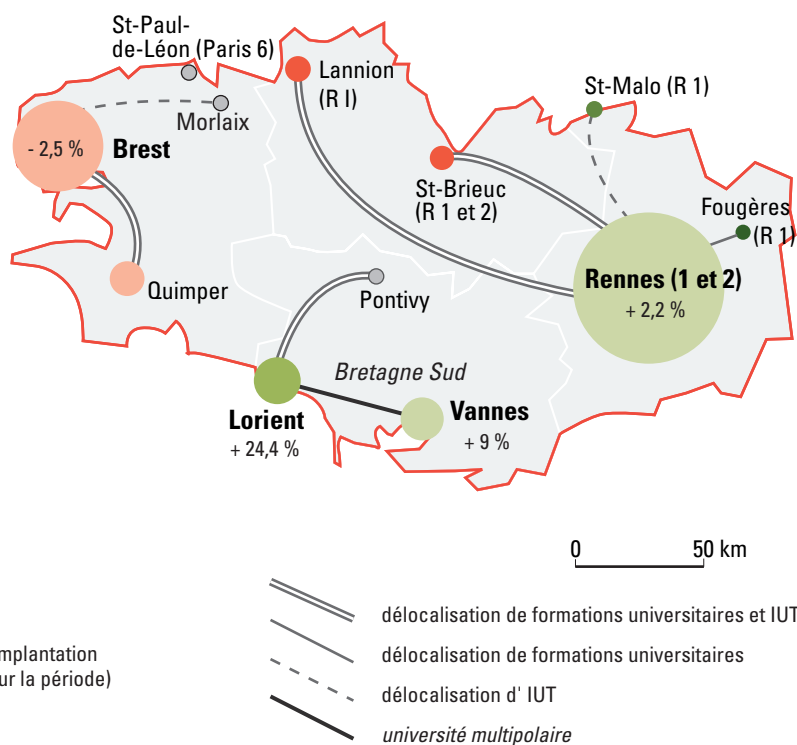 St-Paul-
de-Léon (Paris 6)
Lannion
(R I)
St-Malo (R 1)
Morlaix
- 2,5 %
Brest
St-Brieuc
(R 1 et 2)
Fougères
(R 1)
Quimper
Pontivy
Rennes (1 et 2)
+ 2,2 %
Bretagne Sud
Lorient
+ 24,4 %
Vannes
+ 9 %
0 50 km
délocalisation de formations universitaires et IUT
délocalisation de formations universitaires
délocalisation d' IUT
université multipolaire
mplantation
ur la période)